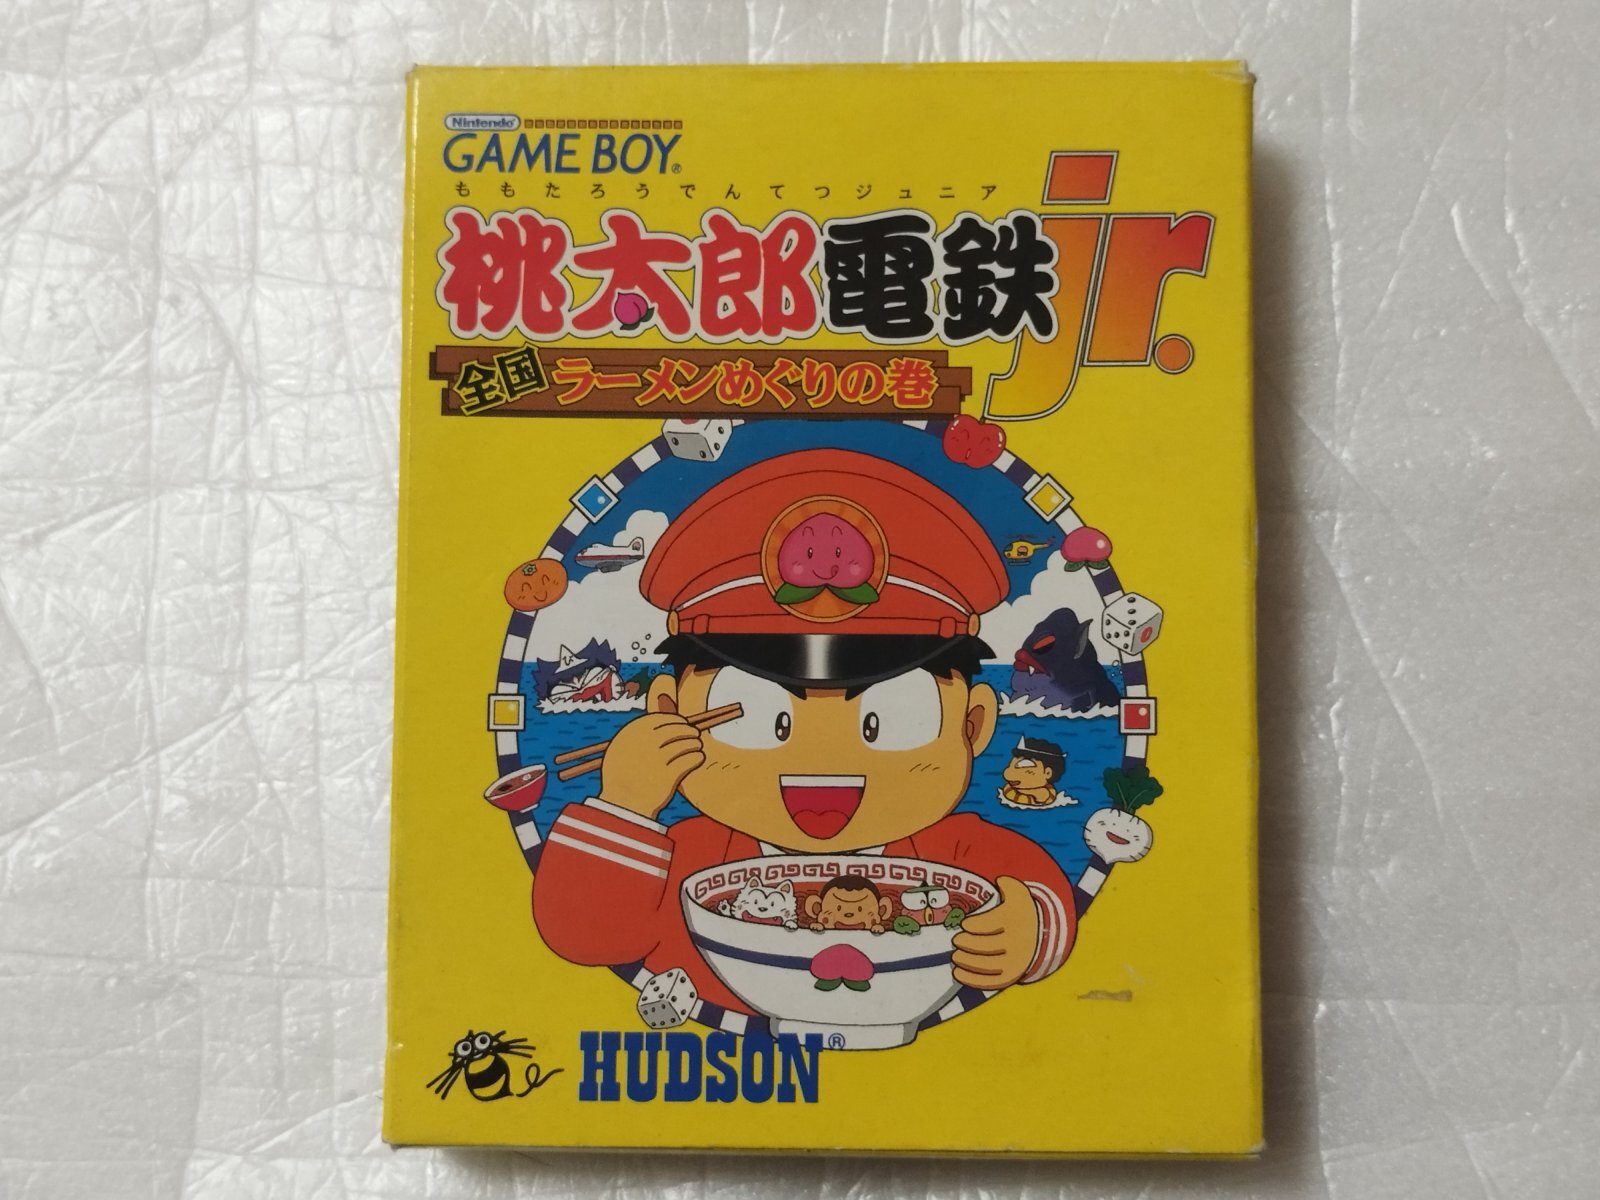 Nintendo
GAME BOY®
ももたろうでんてつジュニア
桃太郎電鉄jr.
全国ラーメンめぐりの巻
び
HUDSON®